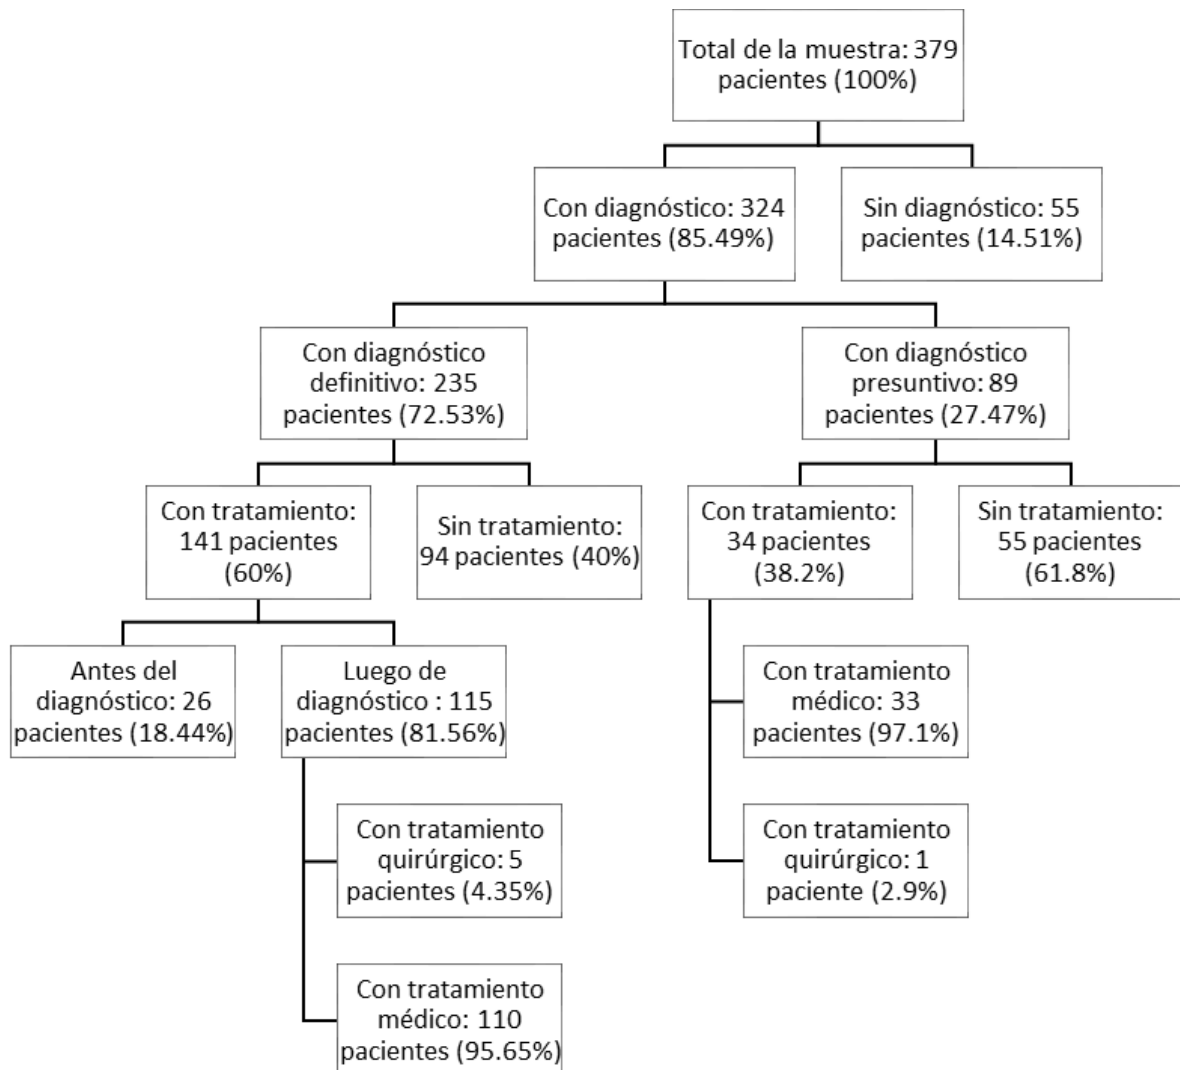 Total de la muestra: 379
pacientes (100%)
Con diagnóstico: 324
pacientes (85.49%)
Sin diagnóstico: 55
pacientes (14.51%)
Con diagnóstico
definitivo: 235
pacientes (72.53%)
Con diagnóstico
presuntivo: 89
pacientes (27.47%)
Con tratamiento:
141 pacientes
(60%)
Sin tratamiento:
94 pacientes (40%)
Con tratamiento:
34 pacientes
(38.2%)
Sin tratamiento:
55 pacientes
(61.8%)
Antes del
diagnóstico: 26
pacientes (18.44%)
Luego de
diagnóstico : 115
pacientes (81.56%)
Con tratamiento
médico: 33
pacientes (97.1%)
Con tratamiento
quirúrgico: 5
pacientes (4.35%)
Con tratamiento
quirúrgico: 1
paciente (2.9%)
Con tratamiento
médico: 110
pacientes (95.65%)